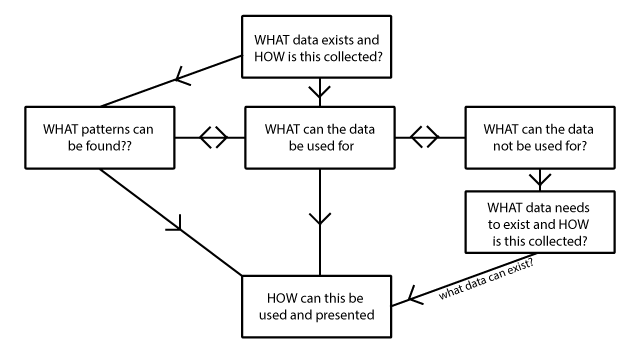 WHAT data exists and
HOW is this collected?
WHAT patterns can
be found??
WHAT can the data
be used for
WHAT can the data
not be used for?
WHAT data needs
to exist and HOW
is this collected?
what data can exist?
HOW can this be
used and presented